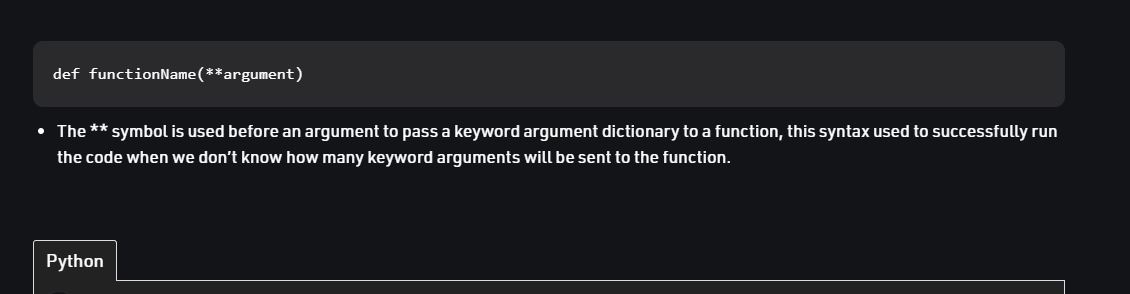 def functionName(**argument)
• The ** symbol is used before an argument to pass a keyword argument dictionary to a function, this syntax used to successfully run
the code when we don’t know how many keyword arguments will be sent to the function.
Python